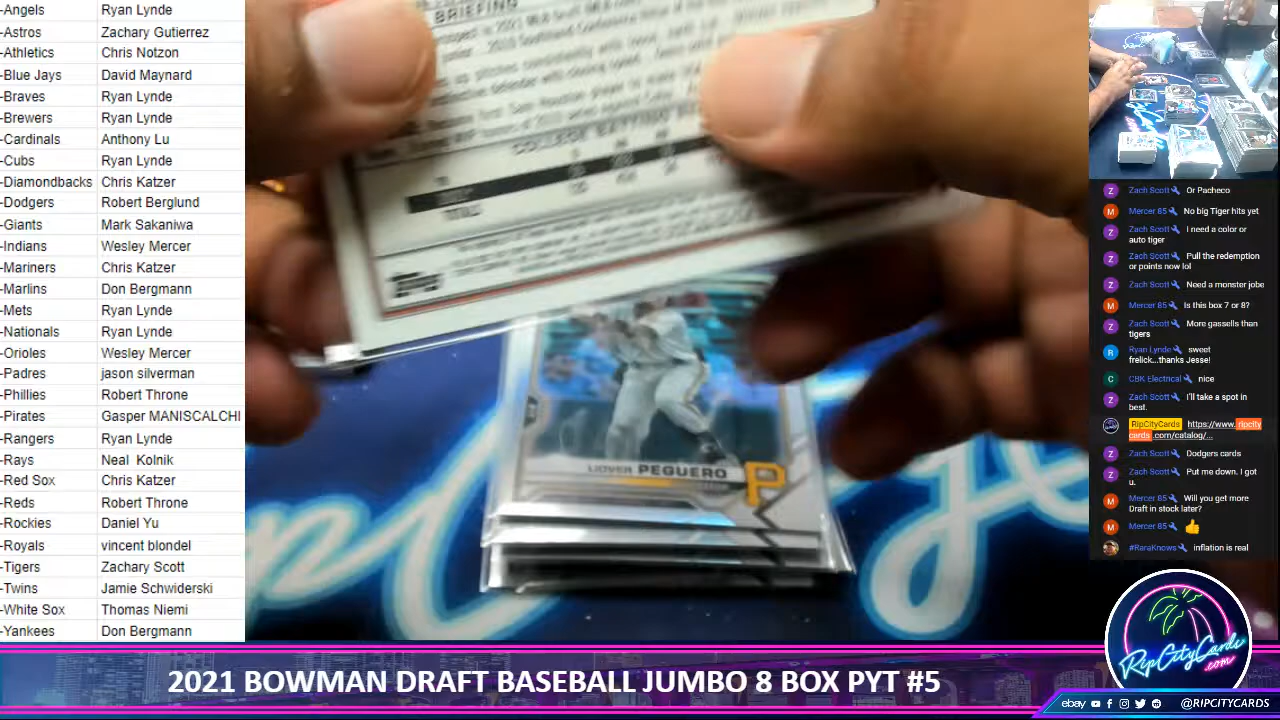 -Angels Ryan Lynde
-Astros Zachary Gutierrez
-Athletics Chris Notzon
-Blue Jays David Maynard
-Braves Ryan Lynde
-Brewers Ryan Lynde
-Cardinals Anthony Lu
-Cubs Ryan Lynde
-Diamondbacks Chris Katzer
-Dodgers Robert Berglund
-Giants Mark Sakaniwa
-Indians Wesley Mercer
-Mariners Chris Katzer
-Marlins Don Bergmann
-Mets Ryan Lynde
-Nationals Ryan Lynde
-Orioles Wesley Mercer
-Padres jason silverman
-Phillies Robert Throne
-Pirates Gasper MANISCALCHI
-Rangers Ryan Lynde
-Rays Neal Kolnik
-Red Sox Chris Katzer
-Reds Robert Throne
-Rockies Daniel Yu
-Royals vincent blondel
-Tigers Zachary Scott
-Twins Jamie Schwiderski
-White Sox Thomas Niemi
-Yankees Don Bergmann
BRIEFING
topps
LIOVER PEGUERO
P
Z Zach Scott Or Pacheco
M Mercer 85 No big Tiger hits yet
Z Zach Scott I need a color or
auto tiger
Z Zach Scott Pull the redemption
or points now lol
Z Zach Scott Need a monster jobe
M Mercer 85 Is this box 7 or 8?
Z Zach Scott More gassells than
tigers
R Ryan Lynde sweet
frelick...thanks Jesse!
C CBK Electrical nice
Z Zach Scott I'll take a spot in
best.
RipCityCards https://www.ripcity
cards.com/catalog/...
Z Zach Scott Dodgers cards
Z Zach Scott Put me down. I got
u.
M Mercer 85 Will you get more
Draft in stock later?
M Mercer 85 👍
#RaraKnows inflation is real
RipCityCards
.com
2021 BOWMAN DRAFT BASEBALL JUMBO 8 BOX PYT #5
ebay @RIPCITYCARDS